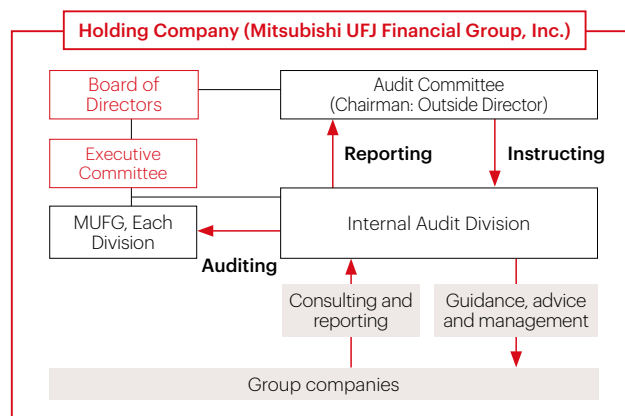 Holding Company (Mitsubishi UFJ Financial Group, Inc.)
Board of
Directors
Audit Committee
(Chairman: Outside Director)
Reporting
Instructing
Executive
Committee
MUFG, Each
Division
Internal Audit Division
Auditing
Consulting and
reporting
Guidance, advice
and management
Group companies